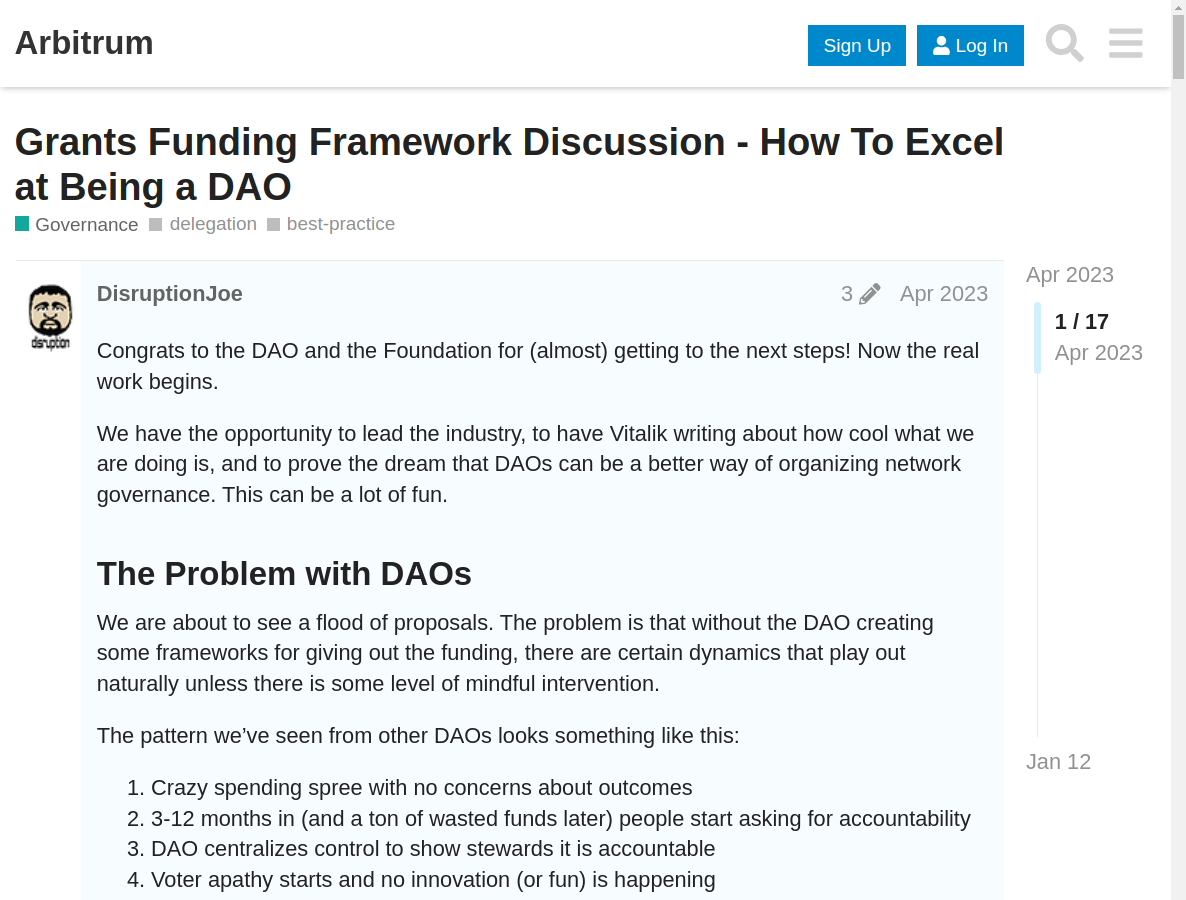 Arbitrum
Sign Up
Log In
Grants Funding Framework Discussion - How To Excel
at Being a DAO
Governance delegation best-practice
DisruptionJoe
3
Apr 2023
disruption
Congrats to the DAO and the Foundation for (almost) getting to the next steps! Now the real
work begins.
We have the opportunity to lead the industry, to have Vitalik writing about how cool what we
are doing is, and to prove the dream that DAOs can be a better way of organizing network
governance. This can be a lot of fun.
The Problem with DAOs
We are about to see a flood of proposals. The problem is that without the DAO creating
some frameworks for giving out the funding, there are certain dynamics that play out
naturally unless there is some level of mindful intervention.
The pattern we’ve seen from other DAOs looks something like this:
1. Crazy spending spree with no concerns about outcomes
2. 3-12 months in (and a ton of wasted funds later) people start asking for accountability
3. DAO centralizes control to show stewards it is accountable
4. Voter apathy starts and no innovation (or fun) is happening
Apr 2023
1 / 17
Apr 2023
Jan 12